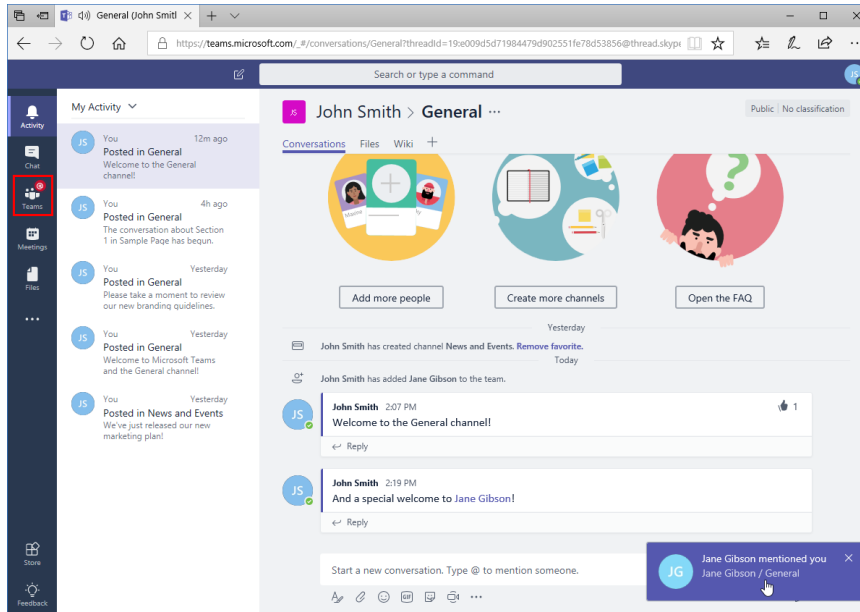 General (John Smitl
https://teams.microsoft.com/_#/conversations/General?threadId=19:e009d5d71984479d902551fe78d53856@thread.skype
Search or type a command
JS
Activity
Chat
Teams
Meetings
Files
Store
Feedback
My Activity
JS
You 12m ago
Posted in General
Welcome to the General
channel!
JS
You 4h ago
Posted in General
The conversation about Section
1 in Sample Page has begun.
JS
You Yesterday
Posted in General
Please take a moment to review
our new branding guidelines.
JS
You Yesterday
Posted in General
Welcome to Microsoft Teams
and the General channel!
JS
You Yesterday
Posted in News and Events
We've just released our new
marketing plan!
JS John Smith > General ···
Public No classification
Conversations Files Wiki +
Maxine
Add more people
Create more channels
Open the FAQ
Yesterday
John Smith has created channel News and Events. Remove favorite.
Today
John Smith has added Jane Gibson to the team.
JS
John Smith 2:07 PM 1
Welcome to the General channel!
Reply
JS
John Smith 2:19 PM
And a special welcome to Jane Gibson!
Reply
Start a new conversation. Type @ to mention someone.
GIF
JG
Jane Gibson mentioned you
Jane Gibson / General